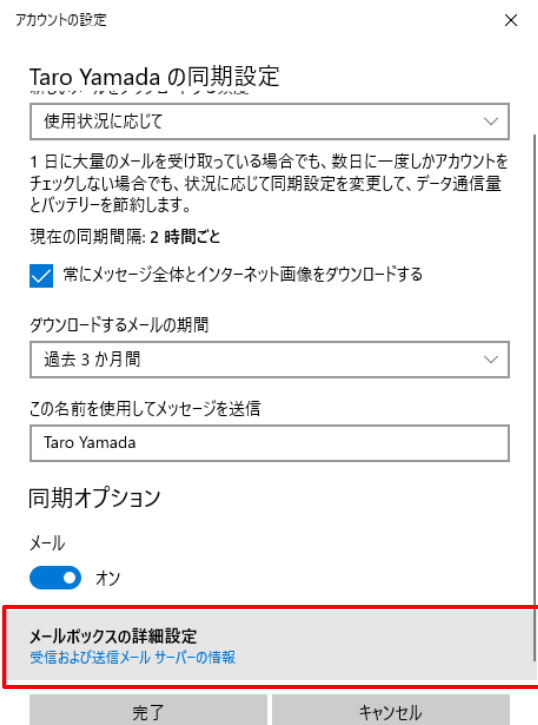 アカウントの設定
Taro Yamada の同期設定
使用状況に応じて
1 日に大量のメールを受け取っている場合でも、数日に一度しかアカウントを
チェックしない場合でも、状況に応じて同期設定を変更して、データ通信量
とバッテリーを節約します。
現在の同期間隔: 2 時間ごと
常にメッセージ全体とインターネット画像をダウンロードする
ダウンロードするメールの期間
過去 3 か月間
この名前を使用してメッセージを送信
Taro Yamada
同期オプション
メール
オン
メールボックスの詳細設定
受信および送信メール サーバーの情報
完了
キャンセル